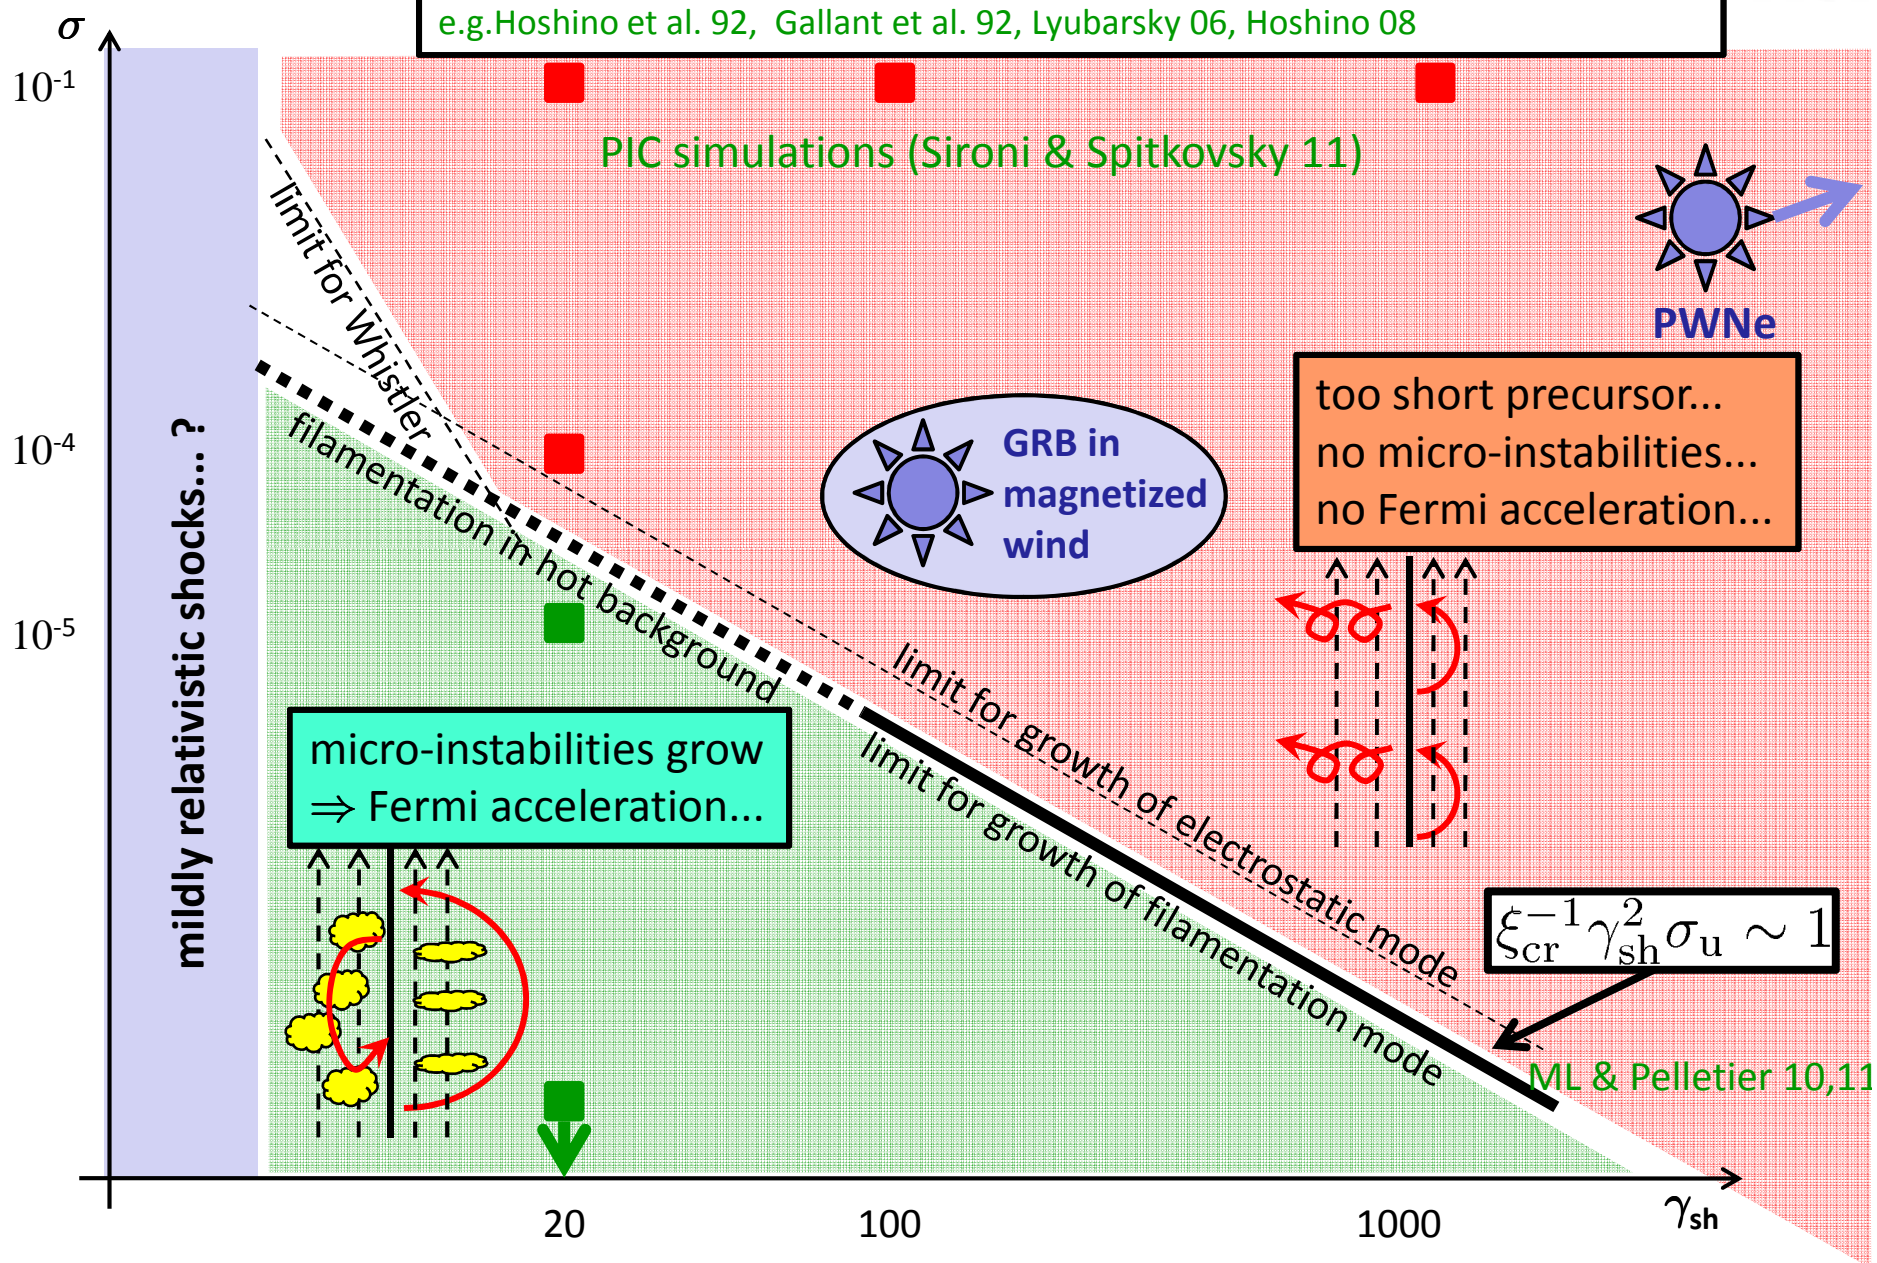 e.g.Hoshino et al. 92, Gallant et al. 92, Lyubarsky 06, Hoshino 08
σ
10⁻¹
PIC simulations (Sironi & Spitkovsky 11)
limit for Whistler
PWNe
too short precursor...
no micro-instabilities...
no Fermi acceleration...
GRB in
magnetized
wind
10⁻⁴
filamentation in hot background
mildly relativistic shocks... ?
10⁻⁵
limit for growth of electrostatic mode
limit for growth of filamentation mode
micro-instabilities grow
⇒ Fermi acceleration...
ξ_cr^{-1} γ_sh^2 σ_u ∼ 1
ML & Pelletier 10,11
20
100
1000
γ_sh